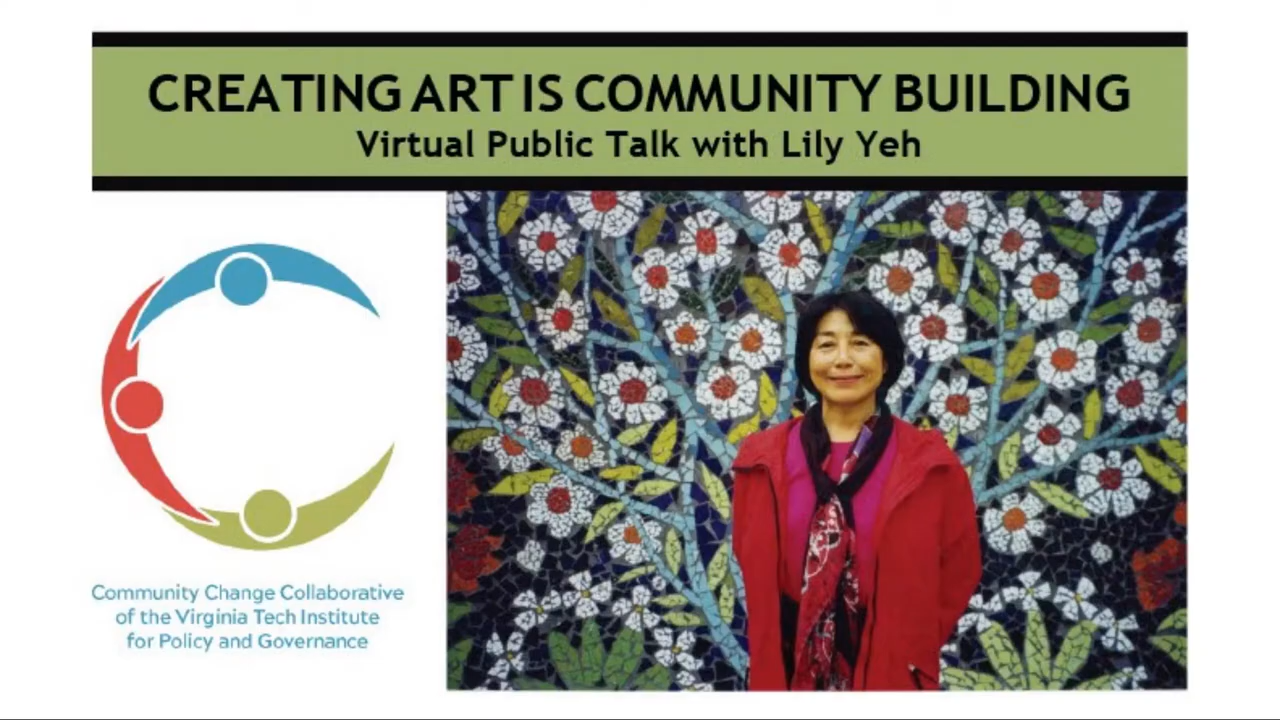 CREATING ART IS COMMUNITY BUILDING
Virtual Public Talk with Lily Yeh
Community Change Collaborative
of the Virginia Tech Institute
for Policy and Governance